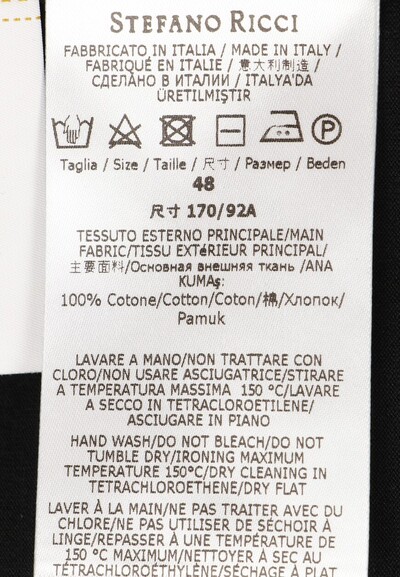 STEFANO RICCI
FABBRICATO IN ITALIA / MADE IN ITALY /
FABRIQUÉ EN ITALIE / 意大利制造 /
СДЕЛАНО В ИТАЛИИ / ITALYA'DA
ÜRETILMIŞTIR
P
Taglia / Size / Taille / 尺寸 / Размер / Beden
48
尺寸 170/92A
TESSUTO ESTERNO PRINCIPALE/MAIN
FABRIC/TISSU EXTéRIEUR PRINCIPAL/
主要面料/Основная внешняя ткань /ANA
KUMAş:
100% Cotone/Cotton/Coton/棉/Хлопок/
Pamuk
LAVARE A MANO/NON TRATTARE CON
CLORO/NON USARE ASCIUGATRICE/STIRARE
A TEMPERATURA MASSIMA 150 °C/LAVARE
A SECCO IN TETRACLOROETILENE/
ASCIUGARE IN PIANO
HAND WASH/DO NOT BLEACH/DO NOT
TUMBLE DRY/IRONING MAXIMUM
TEMPERATURE 150°C/DRY CLEANING IN
TETRACHLOROETHENE/DRY FLAT
LAVER À LA MAIN/NE PAS TRAITER AVEC DU
CHLORE/NE PAS UTILISER DE SÉCHOIR À
LINGE/REPASSER À UNE TEMPÉRATURE DE
150 °C MAXIMUM/NETTOYER À SEC AU
TÉTRACHLOROÉTHYLÈNE/SÉCHAGE À PLAT